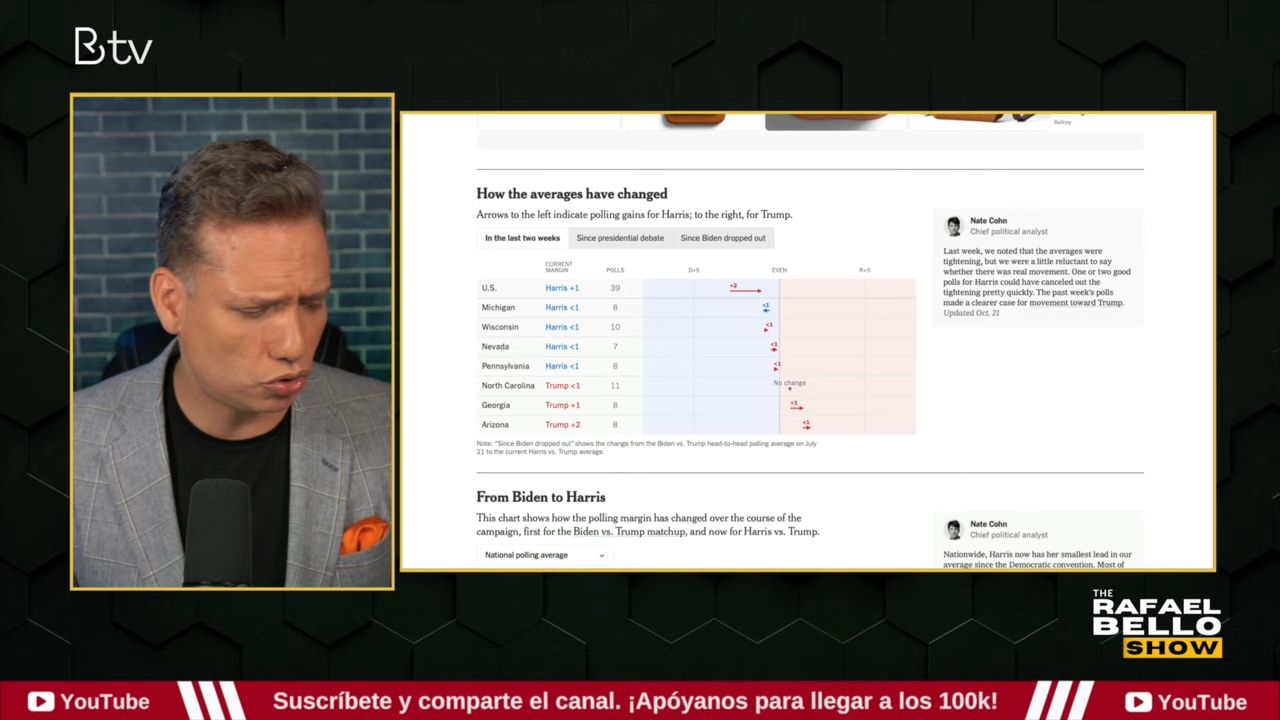 Btv
Bellroy
How the averages have changed
Arrows to the left indicate polling gains for Harris; to the right, for Trump.
In the last two weeks Since presidential debate Since Biden dropped out
CURRENT MARGIN POLLS D+5 EVEN R+5
U.S. Harris +1 39 +2
Michigan Harris <1 8 <1
Wisconsin Harris <1 10 <1
Nevada Harris <1 7 <1
Pennsylvania Harris <1 8 <1
North Carolina Trump <1 11 No change
Georgia Trump +1 8 <1
Arizona Trump +2 8 <1
Note: "Since Biden dropped out" shows the change from the Biden vs. Trump head-to-head polling average on July
21 to the current Harris vs. Trump average.
Nate Cohn
Chief political analyst
Last week, we noted that the averages were
tightening, but we were a little reluctant to say
whether there was real movement. One or two good
polls for Harris could have canceled out the
tightening pretty quickly. The past week's polls
made a clearer case for movement toward Trump.
Updated Oct. 21
From Biden to Harris
This chart shows how the polling margin has changed over the course of the
campaign, first for the Biden vs. Trump matchup, and now for Harris vs. Trump.
National polling average
Nate Cohn
Chief political analyst
Nationwide, Harris now has her smallest lead in our
average since the Democratic convention. Most of
THE
RAFAEL
BELLO
SHOW
YouTube Suscríbete y comparte el canal. ¡Apóyanos para llegar a los 100k! YouTube